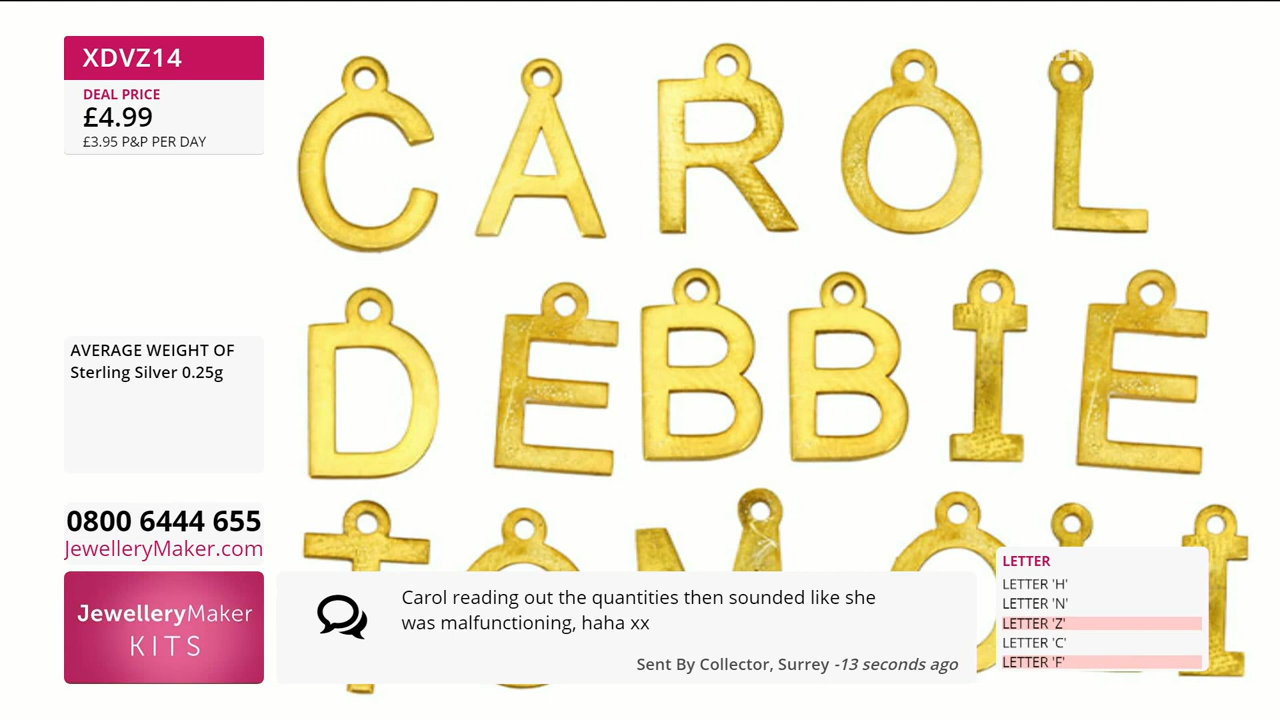 XDVZ14
DEAL PRICE
£4.99
£3.95 P&P PER DAY
C A R O L
D E B B I E
AVERAGE WEIGHT OF
Sterling Silver 0.25g
0800 6444 655
JewelleryMaker.com
JewelleryMaker
KITS
Carol reading out the quantities then sounded like she
was malfunctioning, haha xx
Sent By Collector, Surrey -13 seconds ago
LETTER
LETTER 'H'
LETTER 'N'
LETTER 'Z'
LETTER 'C'
LETTER 'F'